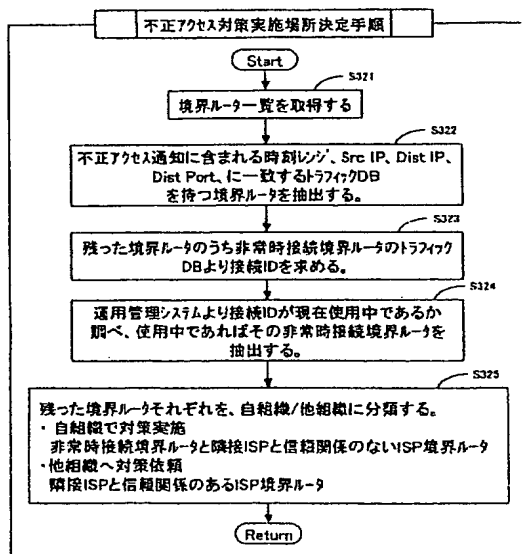 不正アクセス対策実施場所決定手順
Start
S321
境界ルータ一覧を取得する
S322
不正アクセス通知に含まれる時刻レンジ、Src IP、Dist IP、
Dist Port、に一致するトラフィックDB
を持つ境界ルータを抽出する。
S323
残った境界ルータのうち非常時接続境界ルータのトラフィック
DBより接続IDを求める。
S324
運用管理システムより接続IDが現在使用中であるか
調べ、使用中であればその非常時接続境界ルータを
抽出する。
S325
残った境界ルータそれぞれを、自組織/他組織に分類する。
・ 自組織で対策実施
非常時接続境界ルータと隣接ISPと信頼関係のないISP境界ルータ
・他組織へ対策依頼
隣接ISPと信頼関係のあるISP境界ルータ
Return